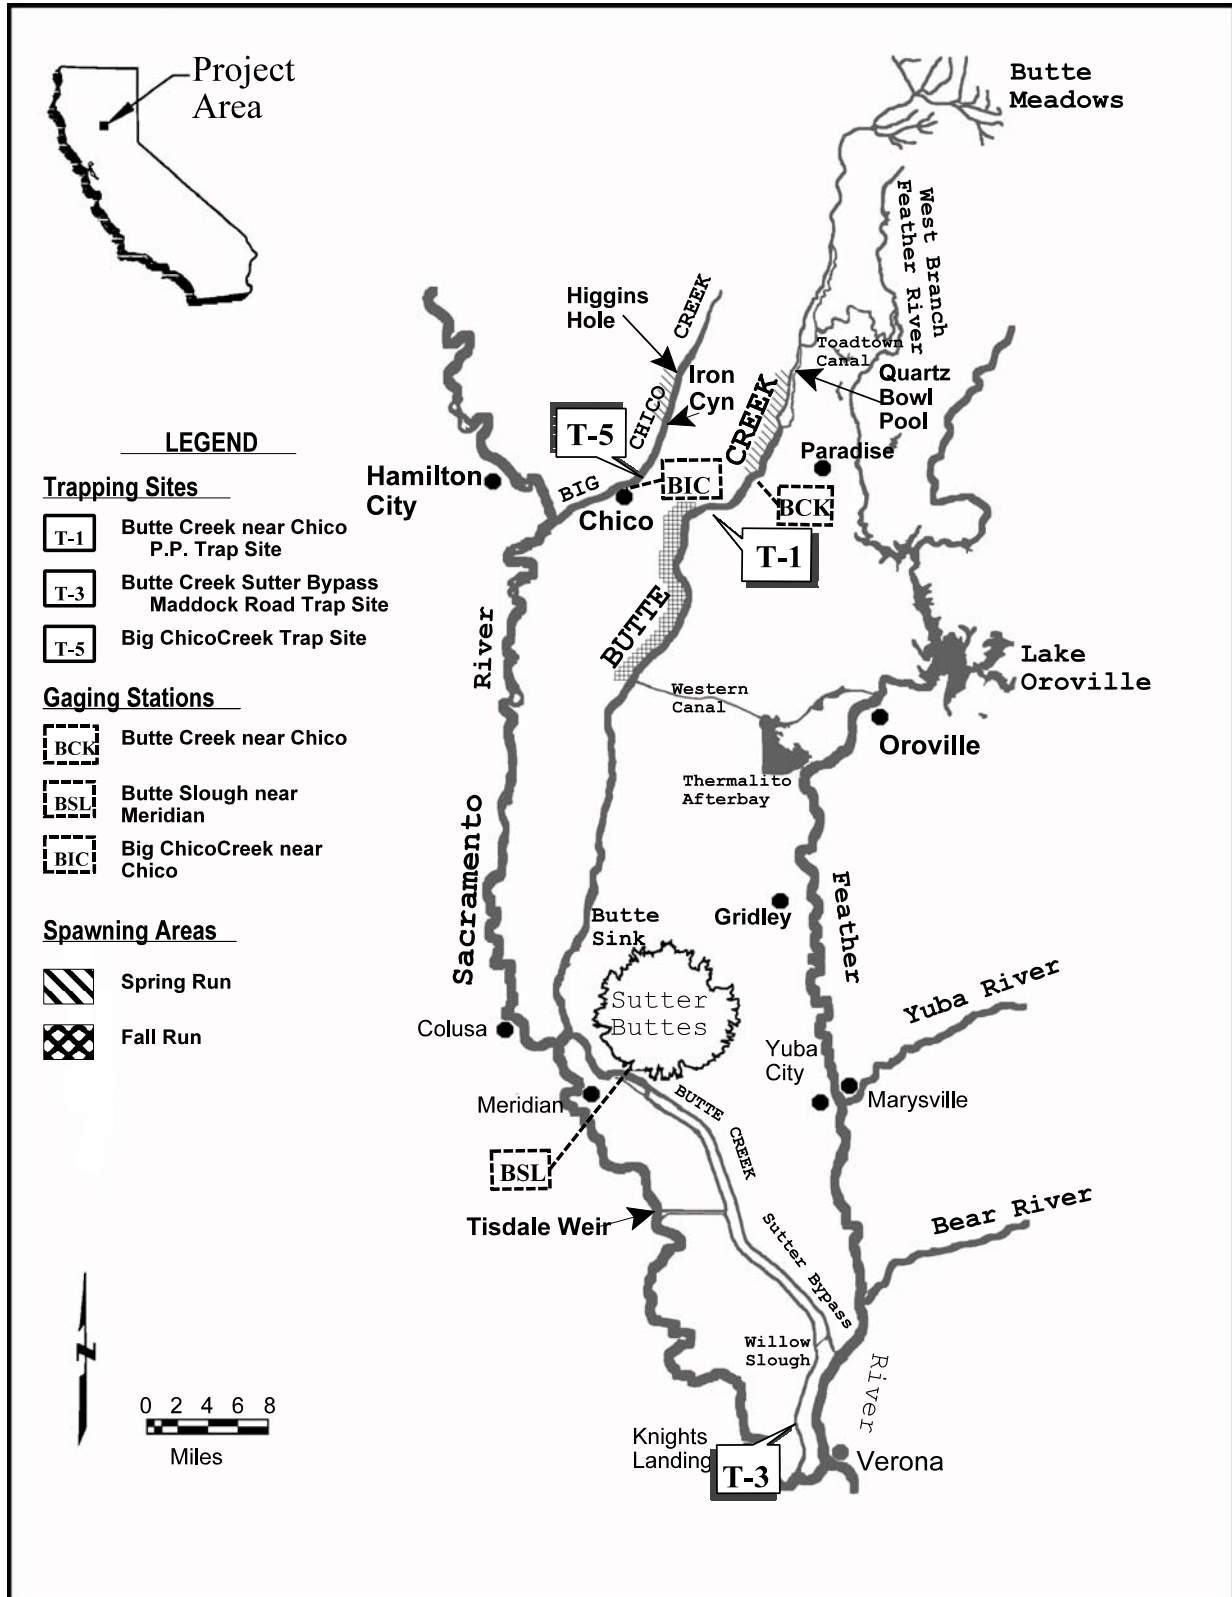 Project
Area
Butte
Meadows
West Branch
Feather River
Higgins
Hole
CREEK
Toadtown
Canal
Iron
Cyn
CHICO
Quartz
Bowl
Pool
CREEK
T-5
LEGEND
Paradise
Hamilton
City
BIG
BIC
Trapping Sites
Chico
BCK
T-1 Butte Creek near Chico
P.P. Trap Site
T-1
T-3 Butte Creek Sutter Bypass
Maddock Road Trap Site
T-5 Big ChicoCreek Trap Site
BUTTE
River
Lake
Oroville
Gaging Stations
Western
Canal
BCK Butte Creek near Chico
Oroville
BSL Butte Slough near
Meridian
Thermalito
Afterbay
BIC Big ChicoCreek near
Chico
Sacramento
Feather
Gridley
Butte
Sink
Spawning Areas
Spring Run
Sutter
Buttes
Yuba River
Colusa
Fall Run
Yuba
City
Meridian
BUTTE CREEK
Marysville
BSL
Tisdale Weir
Bear River
Sutter Bypass
N
Willow
Slough
River
0 2 4 6 8
Miles
Knights
Landing
T-3
Verona